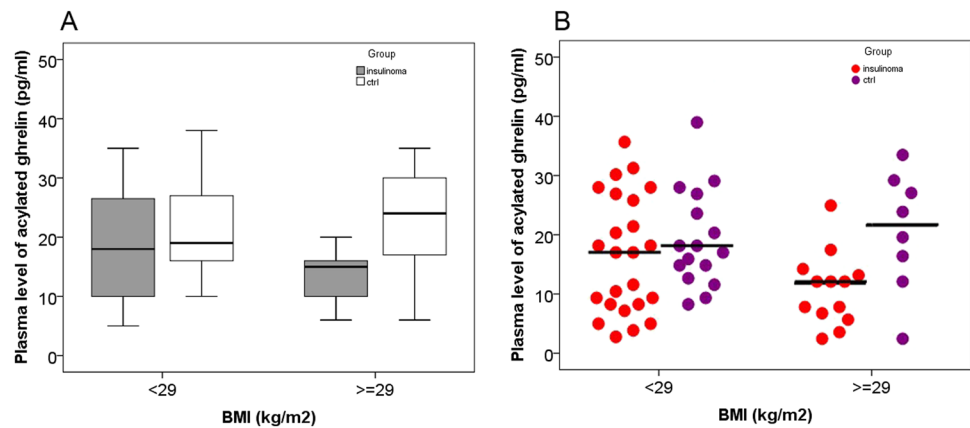 A
Plasma level of acylated ghrelin (pg/ml)
50
40
30
20
10
0
Group
insulinoma
ctrl
<29
>=29
BMI (kg/m2)
B
Plasma level of acylated ghrelin (pg/ml)
50
40
30
20
10
0
Group
insulinoma
ctrl
<29
>=29
BMI (kg/m2)